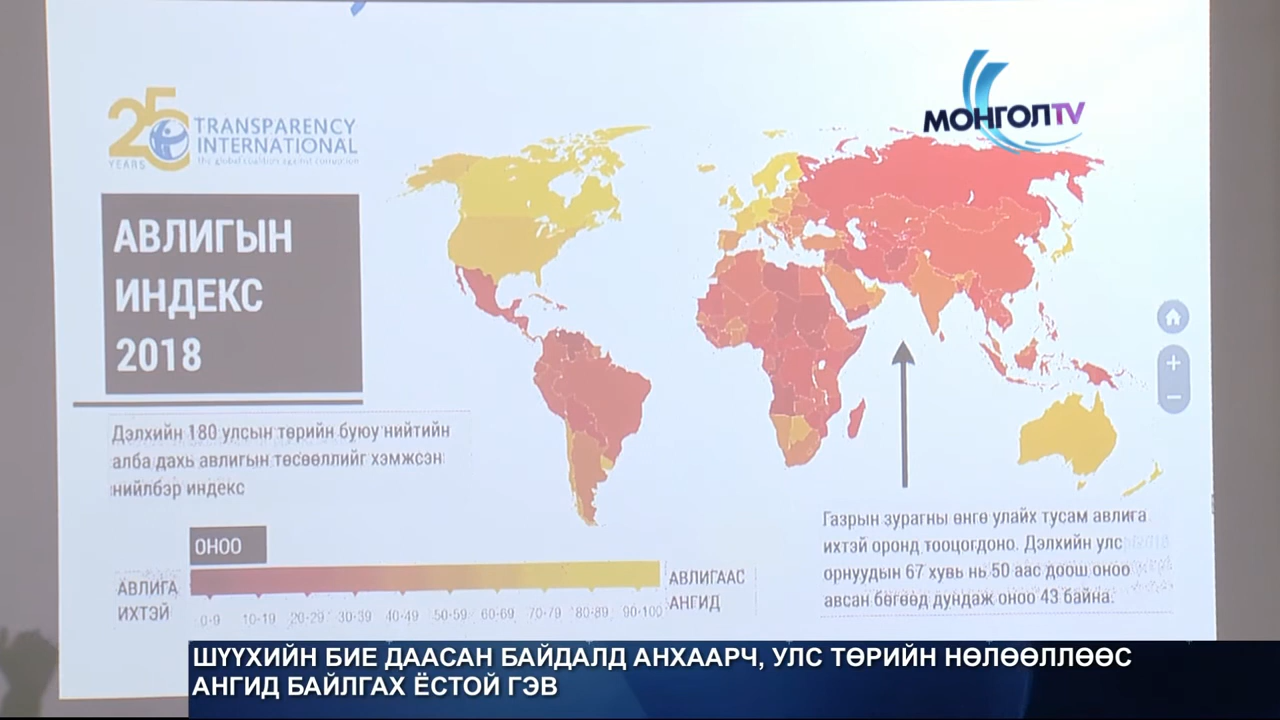 МОНГОЛTV
25
YEARS
TRANSPARENCY
INTERNATIONAL
the global coalition against corruption
АВЛИГЫН
ИНДЕКС
2018
Дэлхийн 180 улсын төрийн буюу нийтийн
алба дахь авлигын төсөөллийг хэмжсэн
нийлбэр индекс
ОНОО
АВЛИГА
ИХТЭЙ
0-9 10-19 20-29 30-39 40-49 50-59 60-69 70-79 80-89 90-100
АВЛИГААС
АНГИД
Газрын зурагны өнгө улайх тусам авлига
ихтэй оронд тооцогдоно. Дэлхийн улс
орнуудын 67 хувь нь 50 аас доош оноо
авсан бөгөөд дундаж оноо 43 байна.
ШҮҮХИЙН БИЕ ДААСАН БАЙДАЛД АНХААРЧ, УЛС ТӨРИЙН НӨЛӨӨЛЛӨӨС
АНГИД БАЙЛГАХ ЁСТОЙ ГЭВ